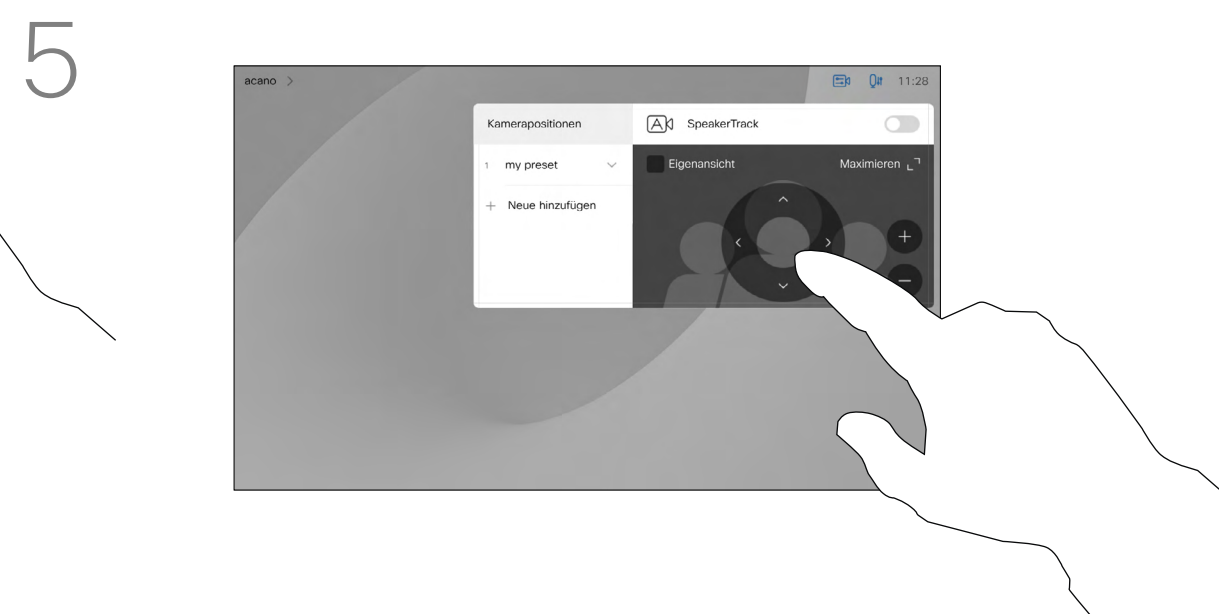 5
acano >
11:28
Kamerapositionen
SpeakerTrack
1 my preset
Eigenansicht
Maximieren
+ Neue hinzufügen